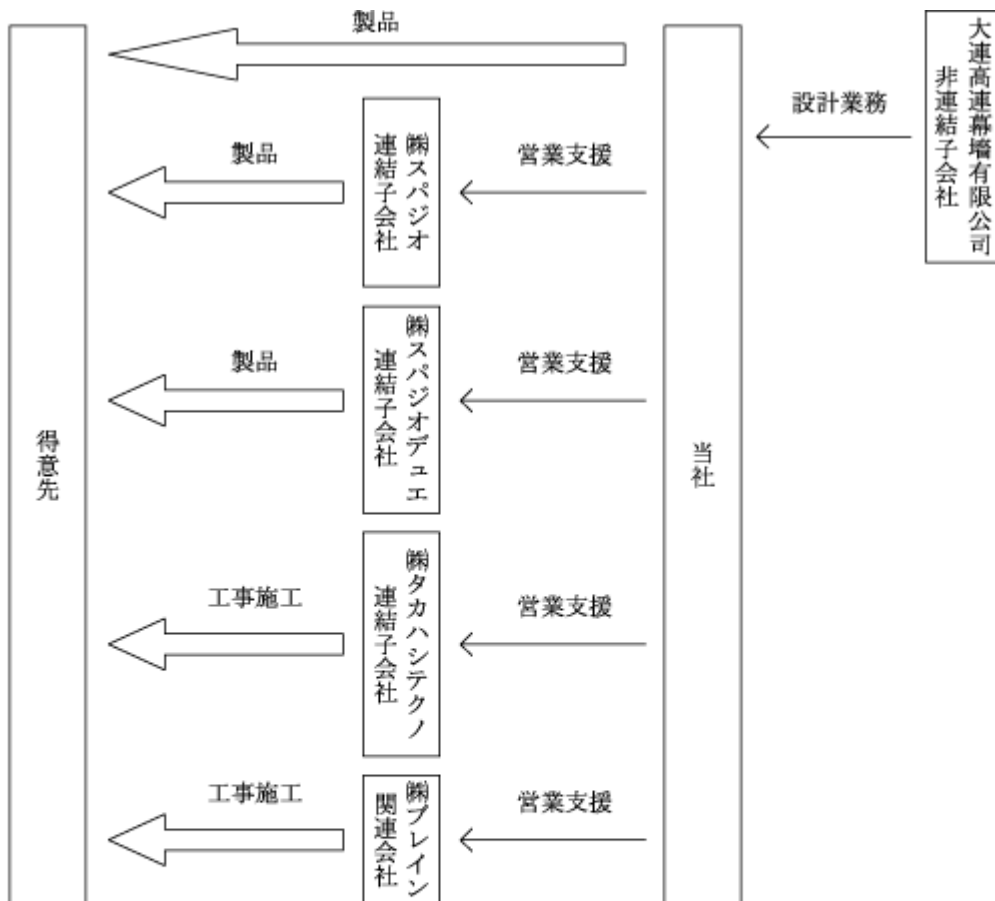 製品
得意先
製品
㈱スパジオ
連結子会社
営業支援
製品
㈱スパジオデュエ
連結子会社
営業支援
工事施工
㈱タカハシテクノ
連結子会社
営業支援
工事施工
㈱ブレイン
関連会社
営業支援
当社
設計業務
大連高連幕墻有限公司
非連結子会社